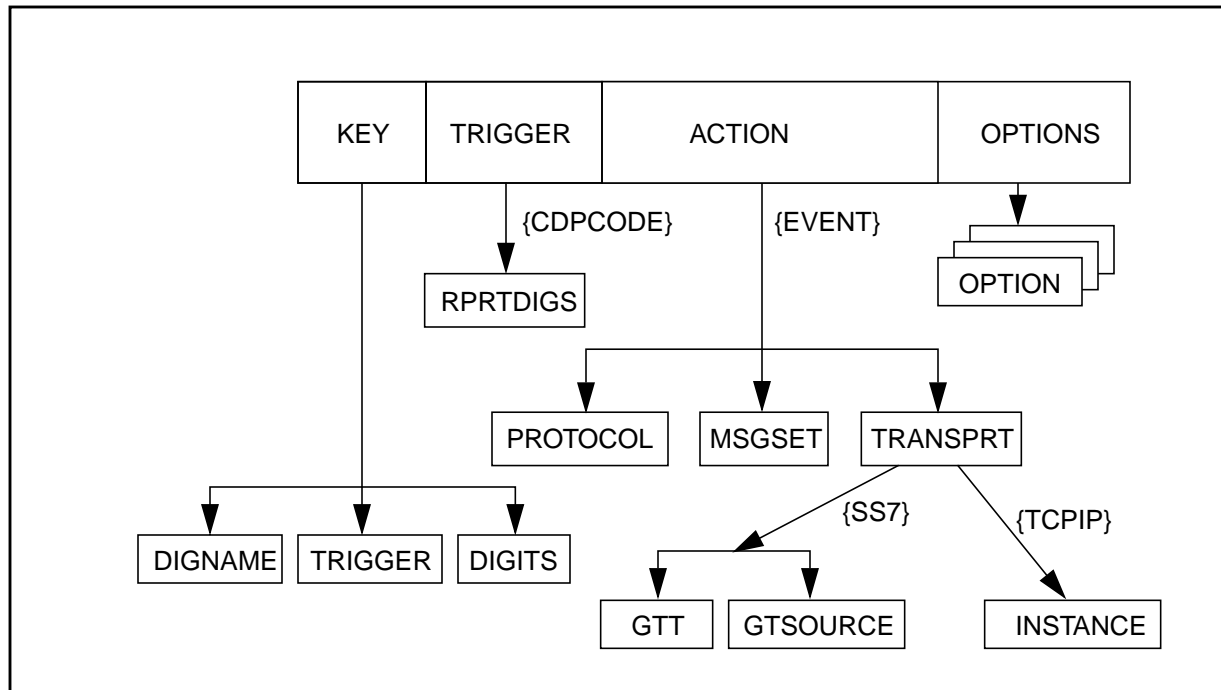 KEY TRIGGER ACTION OPTIONS
{CDPCODE} {EVENT}
RPRTDIGS OPTION
PROTOCOL MSGSET TRANSPRT
{SS7} {TCPIP}
DIGNAME TRIGGER DIGITS
GTT GTSOURCE INSTANCE